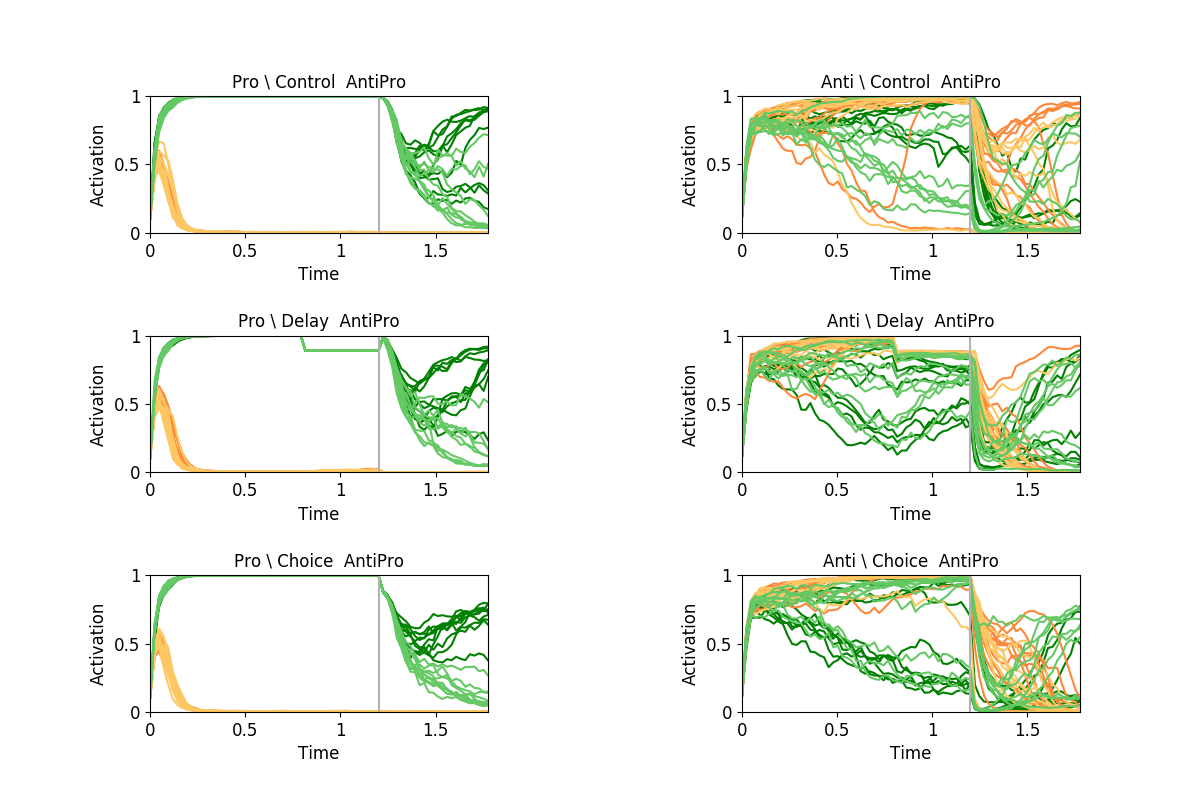 Pro \ Control  AntiPro
1
0.5
0
Activation
0 0.5 1 1.5
Time
Anti \ Control  AntiPro
1
0.5
0
Activation
0 0.5 1 1.5
Time
Pro \ Delay  AntiPro
1
0.5
0
Activation
0 0.5 1 1.5
Time
Anti \ Delay  AntiPro
1
0.5
0
Activation
0 0.5 1 1.5
Time
Pro \ Choice  AntiPro
1
0.5
0
Activation
0 0.5 1 1.5
Time
Anti \ Choice  AntiPro
1
0.5
0
Activation
0 0.5 1 1.5
Time